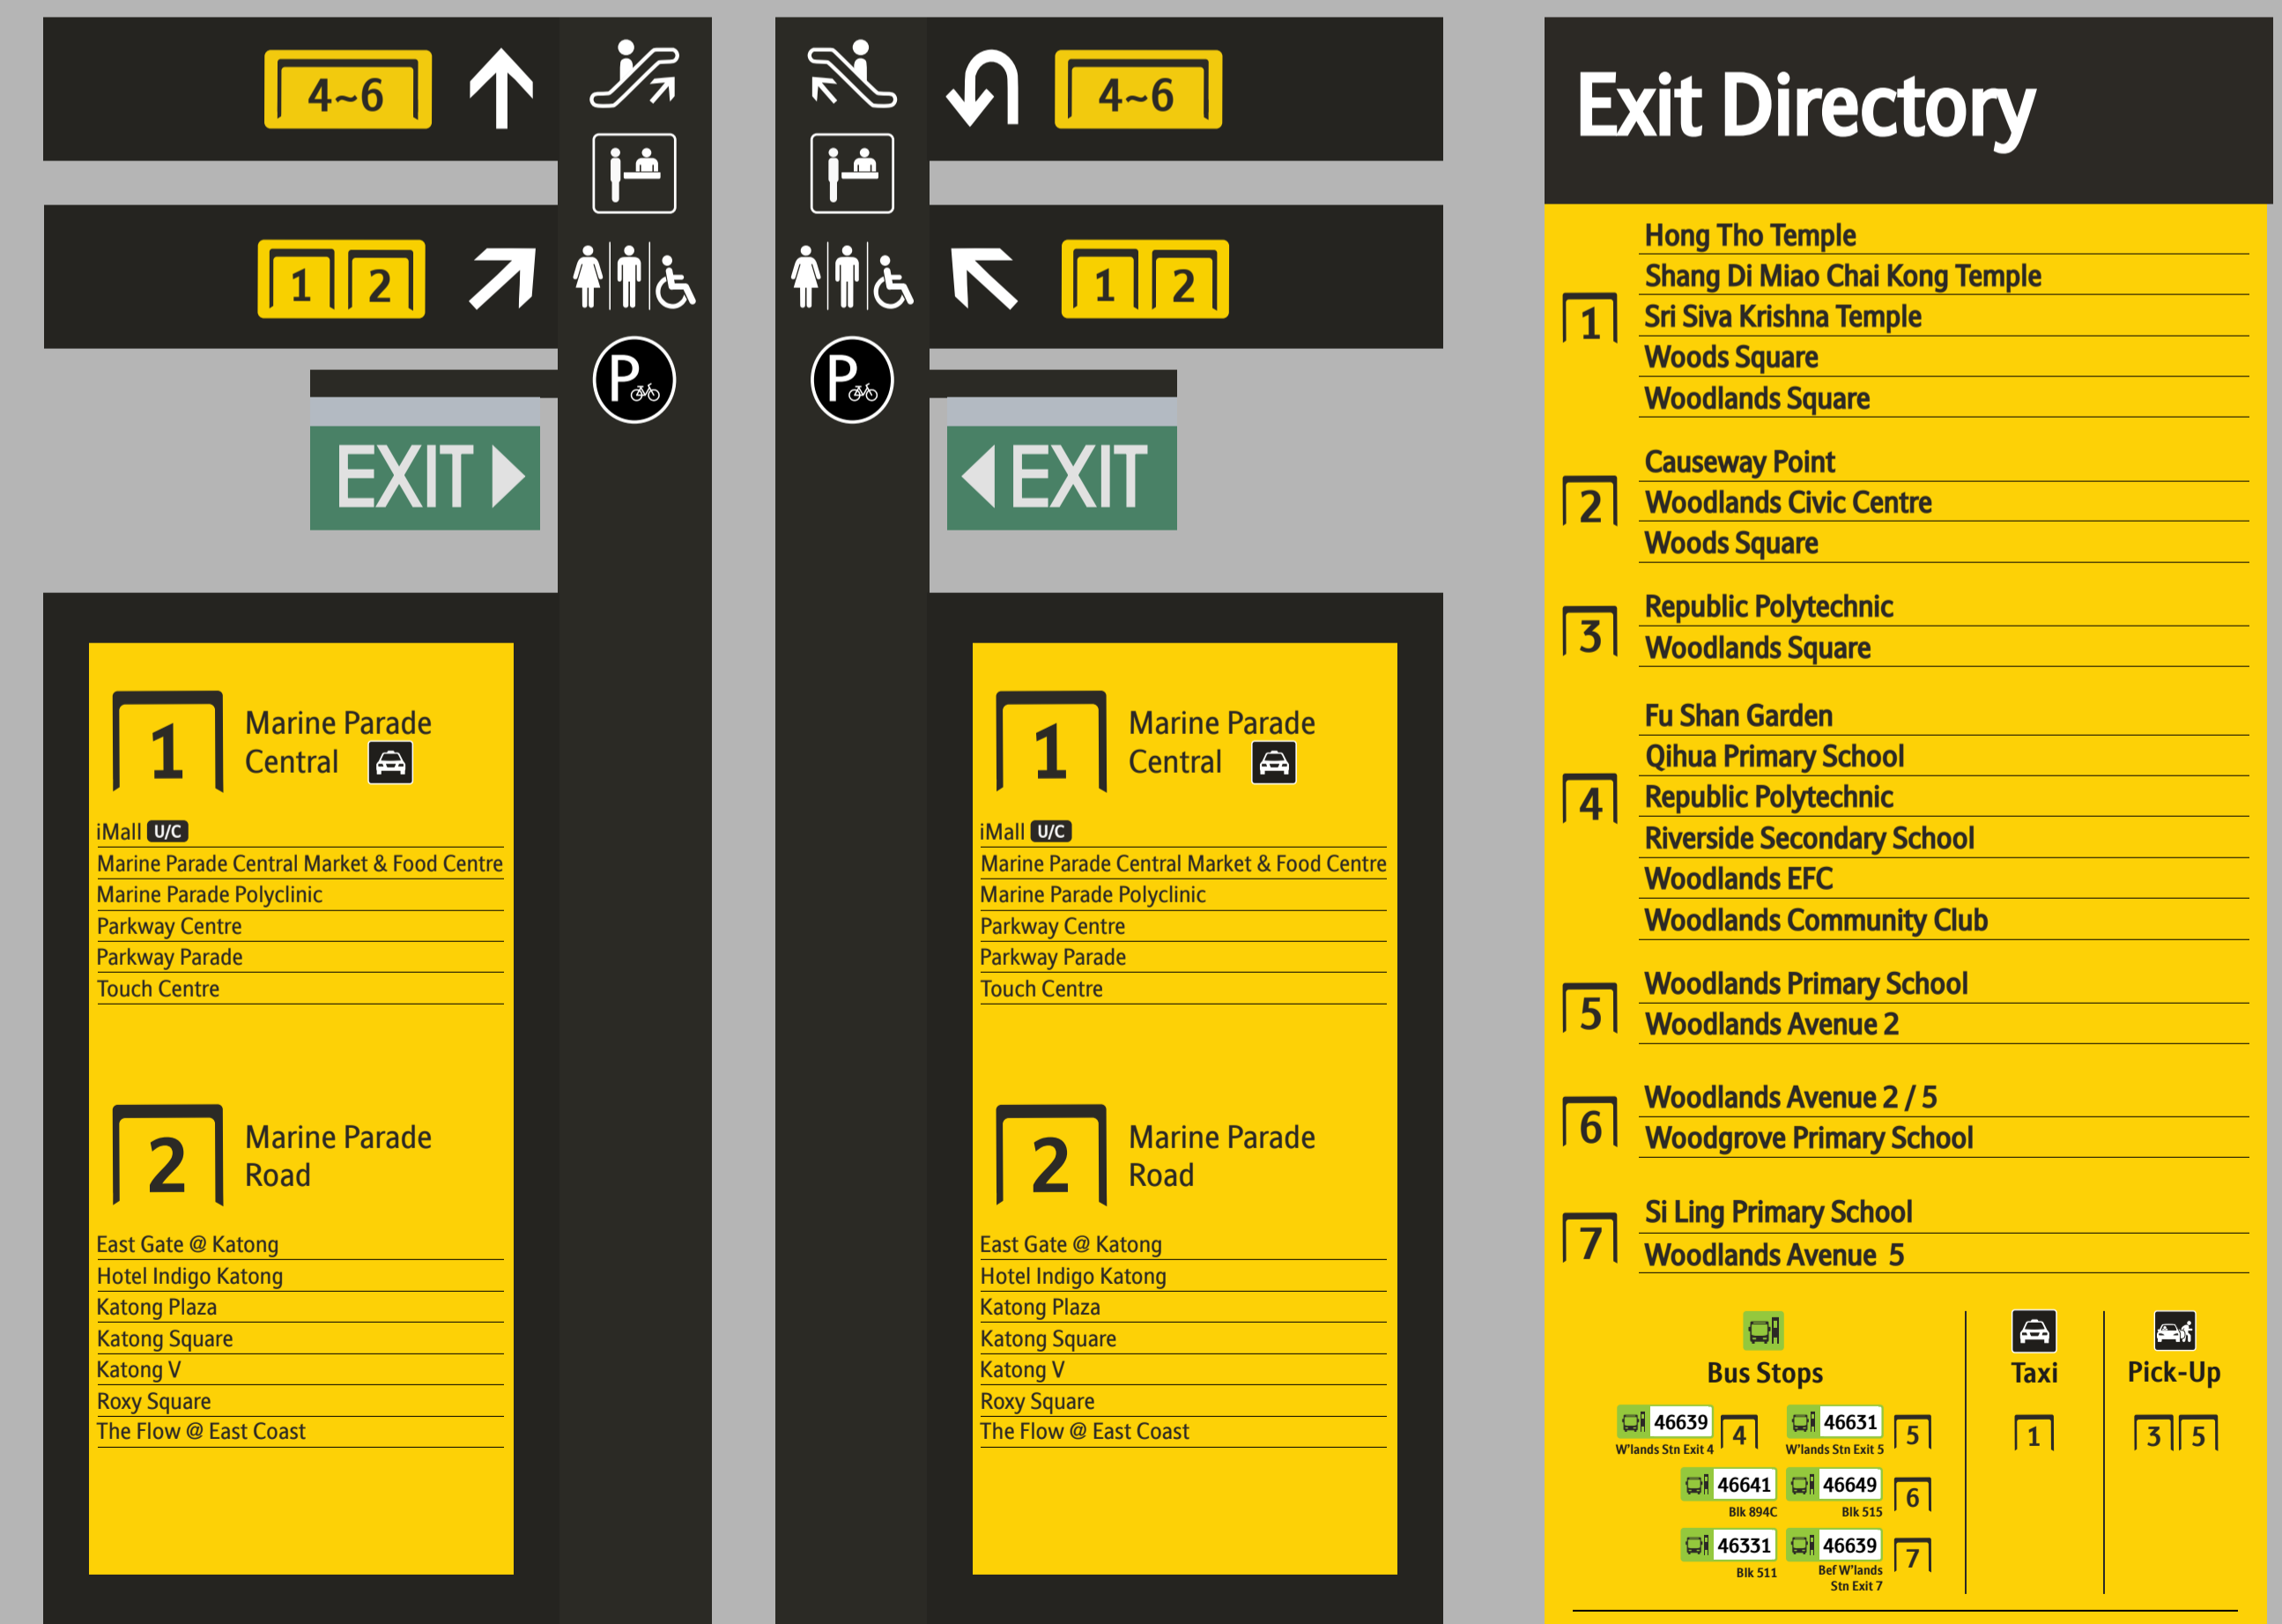 4~6
1 2
P
EXIT
1
Marine Parade
Central
iMall U/C
Marine Parade Central Market & Food Centre
Marine Parade Polyclinic
Parkway Centre
Parkway Parade
Touch Centre
2
Marine Parade
Road
East Gate @ Katong
Hotel Indigo Katong
Katong Plaza
Katong Square
Katong V
Roxy Square
The Flow @ East Coast
4~6
1 2
P
EXIT
1
Marine Parade
Central
iMall U/C
Marine Parade Central Market & Food Centre
Marine Parade Polyclinic
Parkway Centre
Parkway Parade
Touch Centre
2
Marine Parade
Road
East Gate @ Katong
Hotel Indigo Katong
Katong Plaza
Katong Square
Katong V
Roxy Square
The Flow @ East Coast
Exit Directory
1
Hong Tho Temple
Shang Di Miao Chai Kong Temple
Sri Siva Krishna Temple
Woods Square
Woodlands Square
2
Causeway Point
Woodlands Civic Centre
Woods Square
3
Republic Polytechnic
Woodlands Square
4
Fu Shan Garden
Qihua Primary School
Republic Polytechnic
Riverside Secondary School
Woodlands EFC
Woodlands Community Club
5
Woodlands Primary School
Woodlands Avenue 2
6
Woodlands Avenue 2 / 5
Woodgrove Primary School
7
Si Ling Primary School
Woodlands Avenue 5
Bus Stops
46639 4 46631 5
W'lands Stn Exit 4 W'lands Stn Exit 5
46641 46649 6
Blk 894C Blk 515
46331 46639 7
Blk 511 Bef W'lands
Stn Exit 7
Taxi
1
Pick-Up
3 5